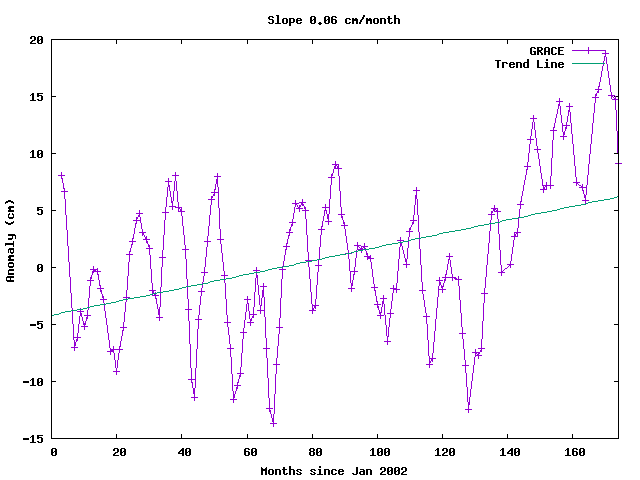 Slope 0.06 cm/month
20
GRACE
Trend Line
15
10
5
0
-5
-10
-15
Anomaly (cm)
0 20 40 60 80 100 120 140 160
Months since Jan 2002